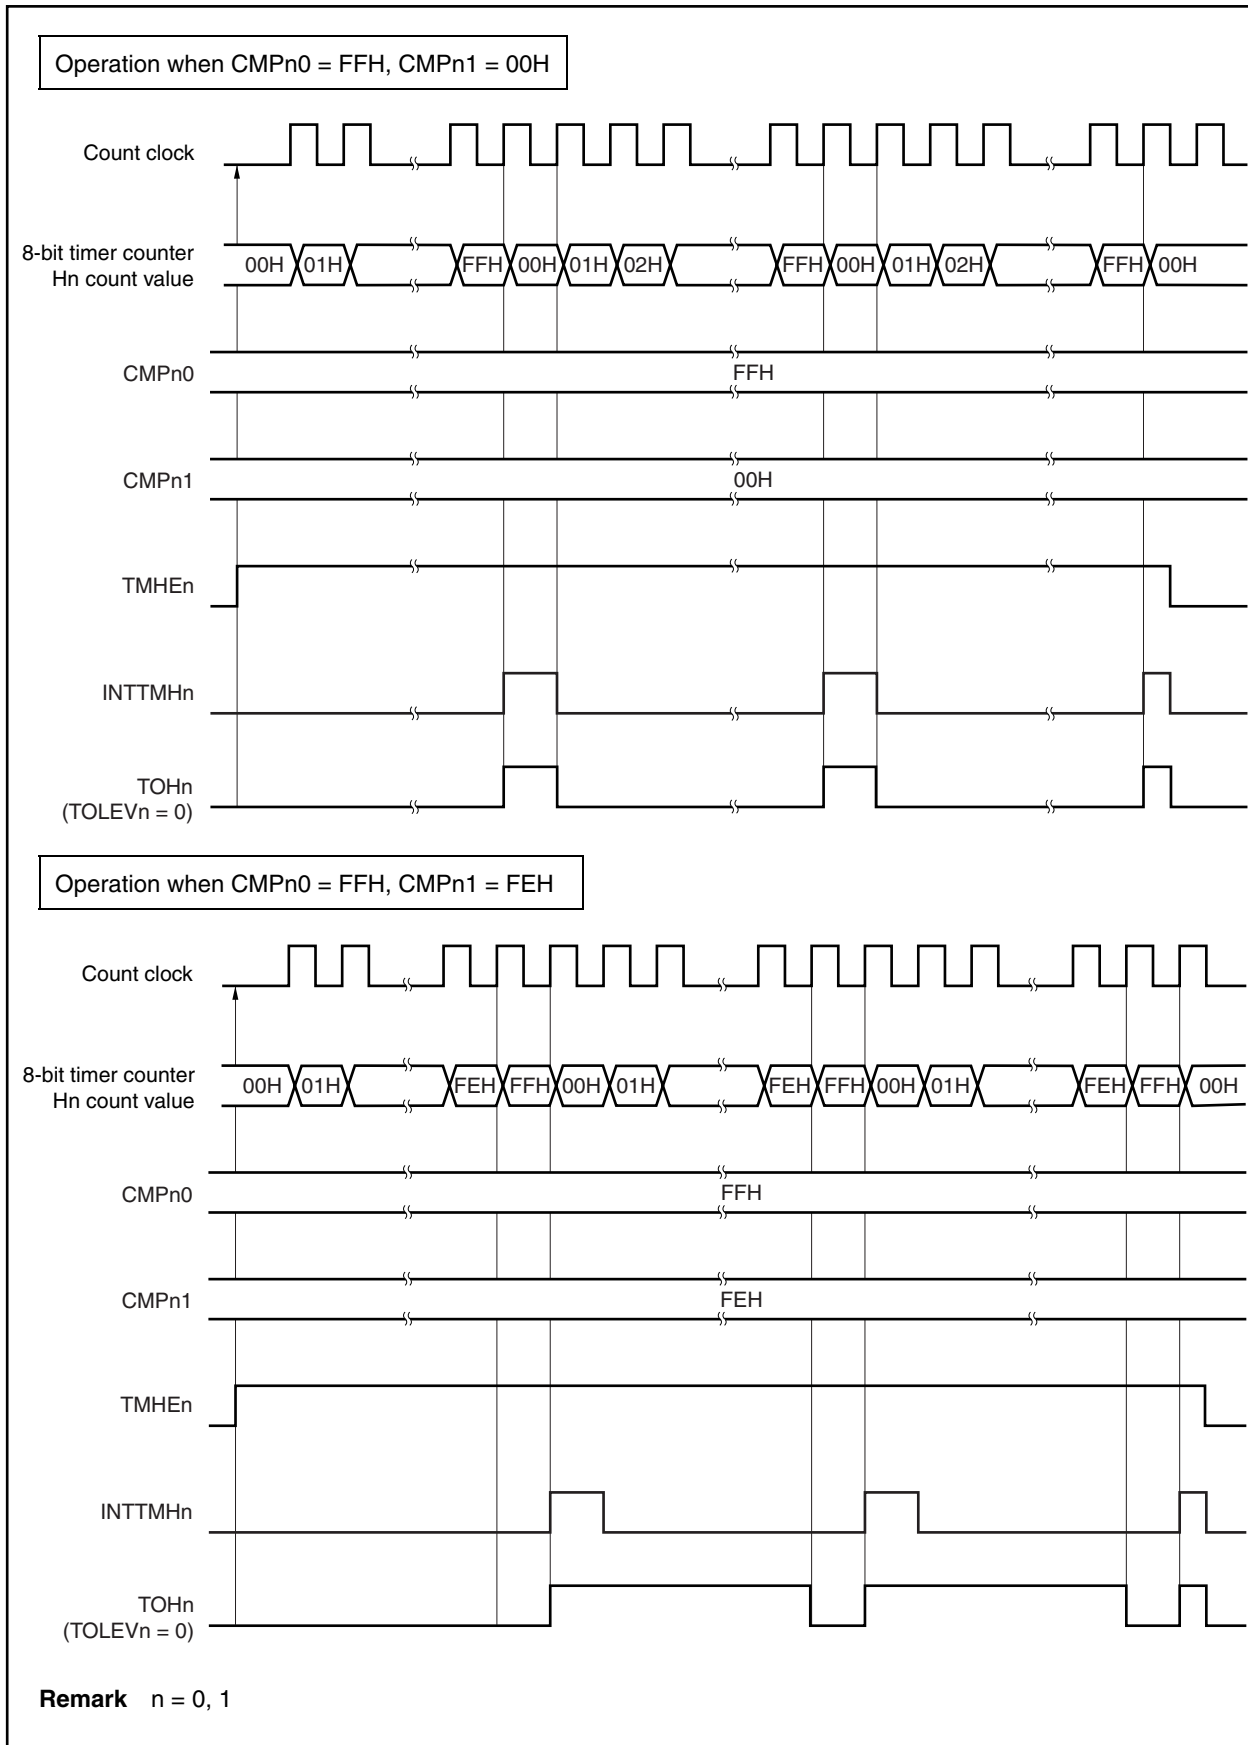 Operation when CMPn0 = FFH, CMPn1 = 00H
Count clock
8-bit timer counter
Hn count value
00H 01H FFH 00H 01H 02H FFH 00H 01H 02H FFH 00H
CMPn0
FFH
CMPn1
00H
TMHEn
INTTMHn
TOHn
(TOLEVn = 0)
Operation when CMPn0 = FFH, CMPn1 = FEH
Count clock
8-bit timer counter
Hn count value
00H 01H FEH FFH 00H 01H FEH FFH 00H 01H FEH FFH 00H
CMPn0
FFH
CMPn1
FEH
TMHEn
INTTMHn
TOHn
(TOLEVn = 0)
Remark n = 0, 1